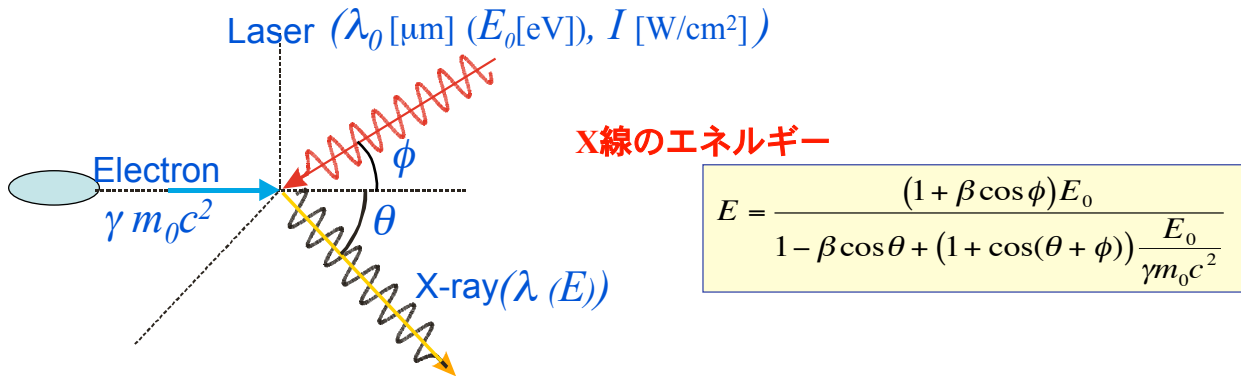 Laser (λ₀ [μm] (E₀[eV]), I [W/cm²] )
ϕ
X線のエネルギー
Electron
γ m₀c²
θ
X-ray(λ (E))
E = (1 + β cos ϕ)E₀ / (1 − β cos θ + (1 + cos(θ + ϕ)) E₀ / γm₀c²)